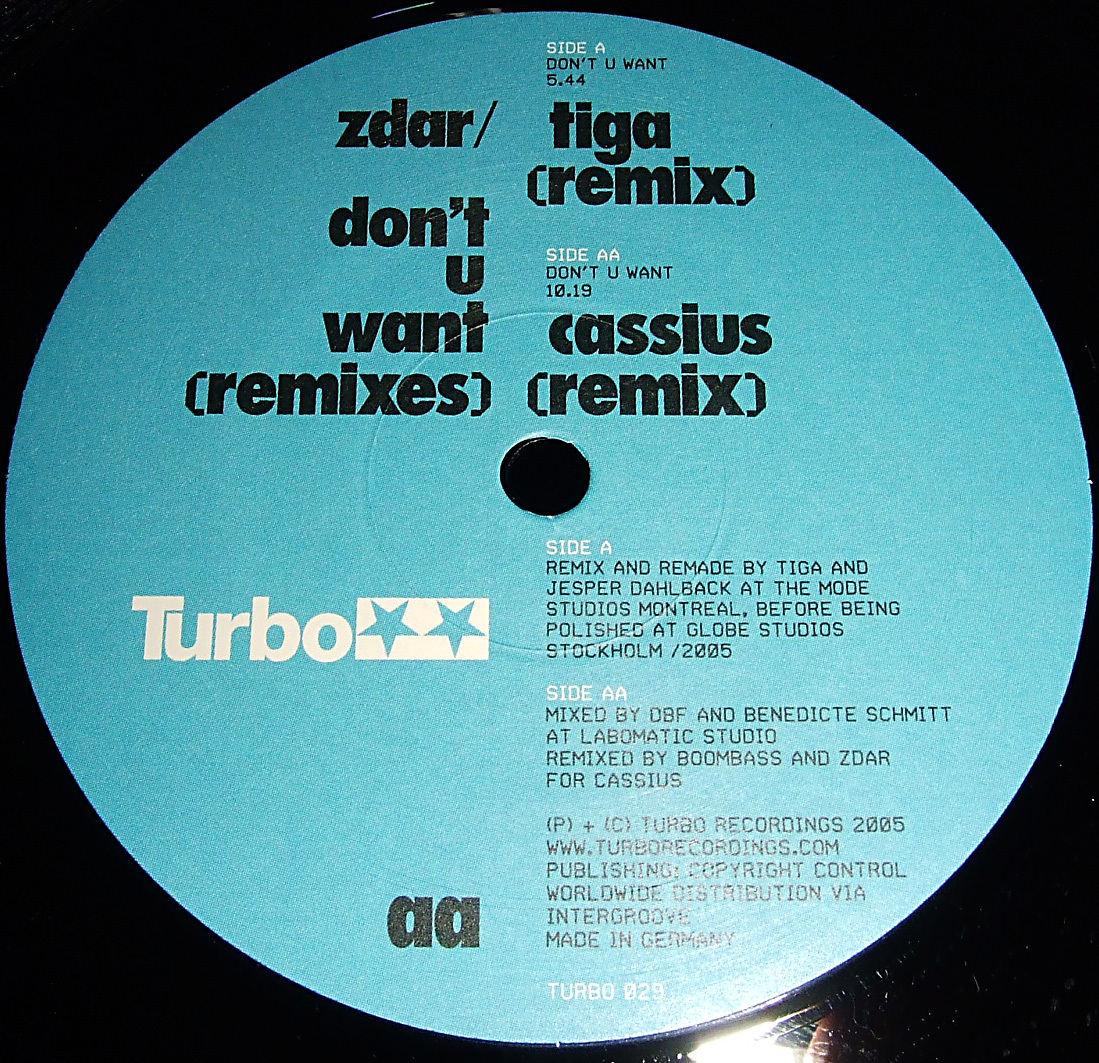 zdar/
don't
u
want
(remixes)
SIDE A
DON'T U WANT
5.44
tiga
(remix)
SIDE AA
DON'T U WANT
10.19
cassius
(remix)
Turbo
SIDE A
REMIX AND REMADE BY TIGA AND
JESPER DAHLBACK AT THE MODE
STUDIOS MONTREAL, BEFORE BEING
POLISHED AT GLOBE STUDIOS
STOCKHOLM /2005
SIDE AA
MIXED BY OBF AND BENEDICTE SCHMITT
AT LABOMATIC STUDIO
REMIXED BY BOOMBASS AND ZDAR
FOR CASSIUS
(P) + (C) TURBO RECORDINGS 2005
WWW.TURBORECORDINGS.COM
PUBLISHING: COPYRIGHT CONTROL
WORLDWIDE DISTRIBUTION VIA
INTERGROOVE
MADE IN GERMANY
aa
TURBO 029